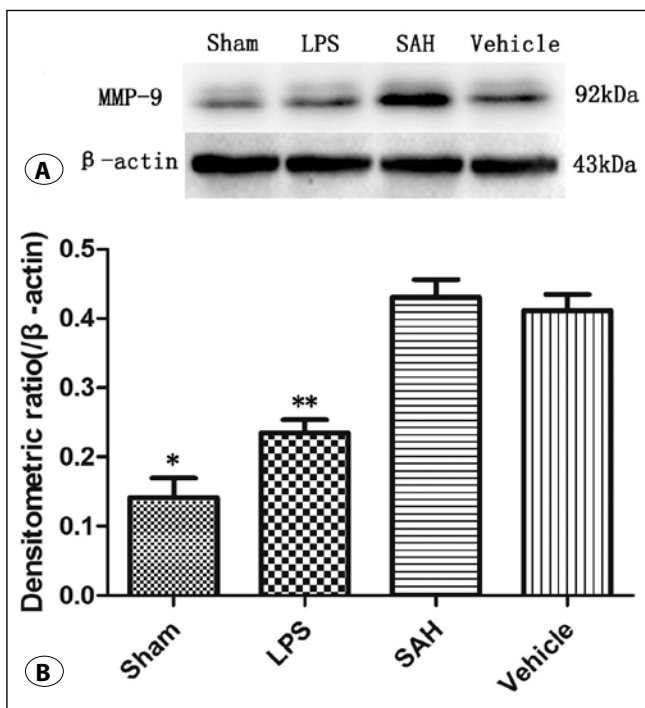 Sham LPS SAH Vehicle
MMP-9 92kDa
A β-actin 43kDa
Densitometric ratio(/β-actin)
0.5
0.4
0.3
0.2
0.1
0.0
*
**
Sham LPS SAH Vehicle
B